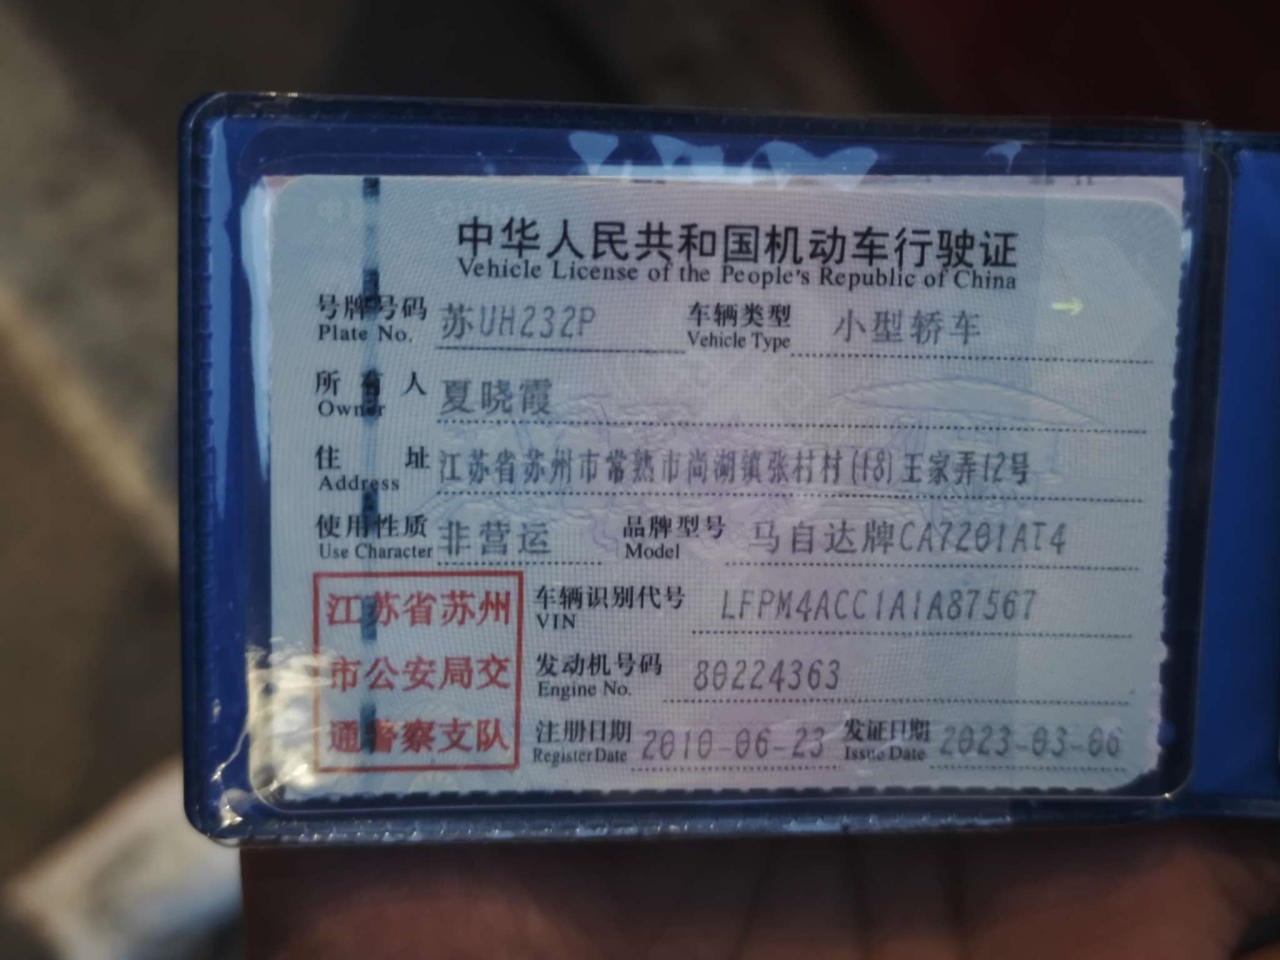 中华人民共和国机动车行驶证
Vehicle License of the People's Republic of China
号牌号码 苏UH232P 车辆类型 小型轿车
Plate No. Vehicle Type
所有人 夏晓霞
Owner
住址 江苏省苏州市常熟市尚湖镇张村村(18)王家弄12号
Address
使用性质 非营运 品牌型号 马自达牌CA7201AT4
Use Character Model
江苏省苏州 车辆识别代号 LFPM4ACC1A1A87567
VIN
市公安局交 发动机号码 80224363
Engine No.
通警察支队 注册日期 2010-06-23 发证日期 2023-03-06
Register Date Issue Date